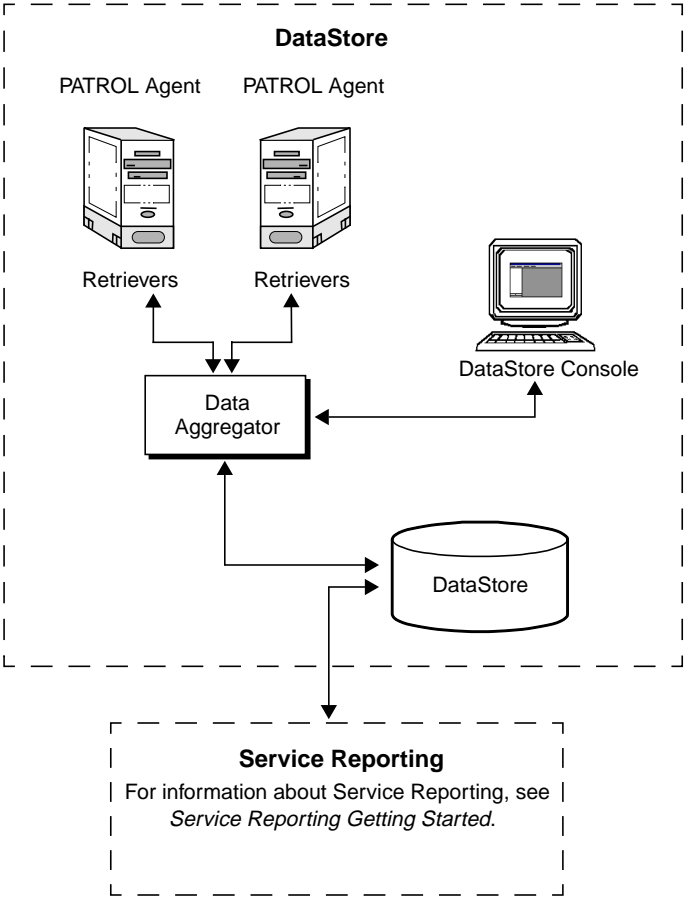 DataStore
PATROL Agent PATROL Agent
Retrievers Retrievers
DataStore Console
Data
Aggregator
DataStore
Service Reporting
For information about Service Reporting, see
Service Reporting Getting Started.